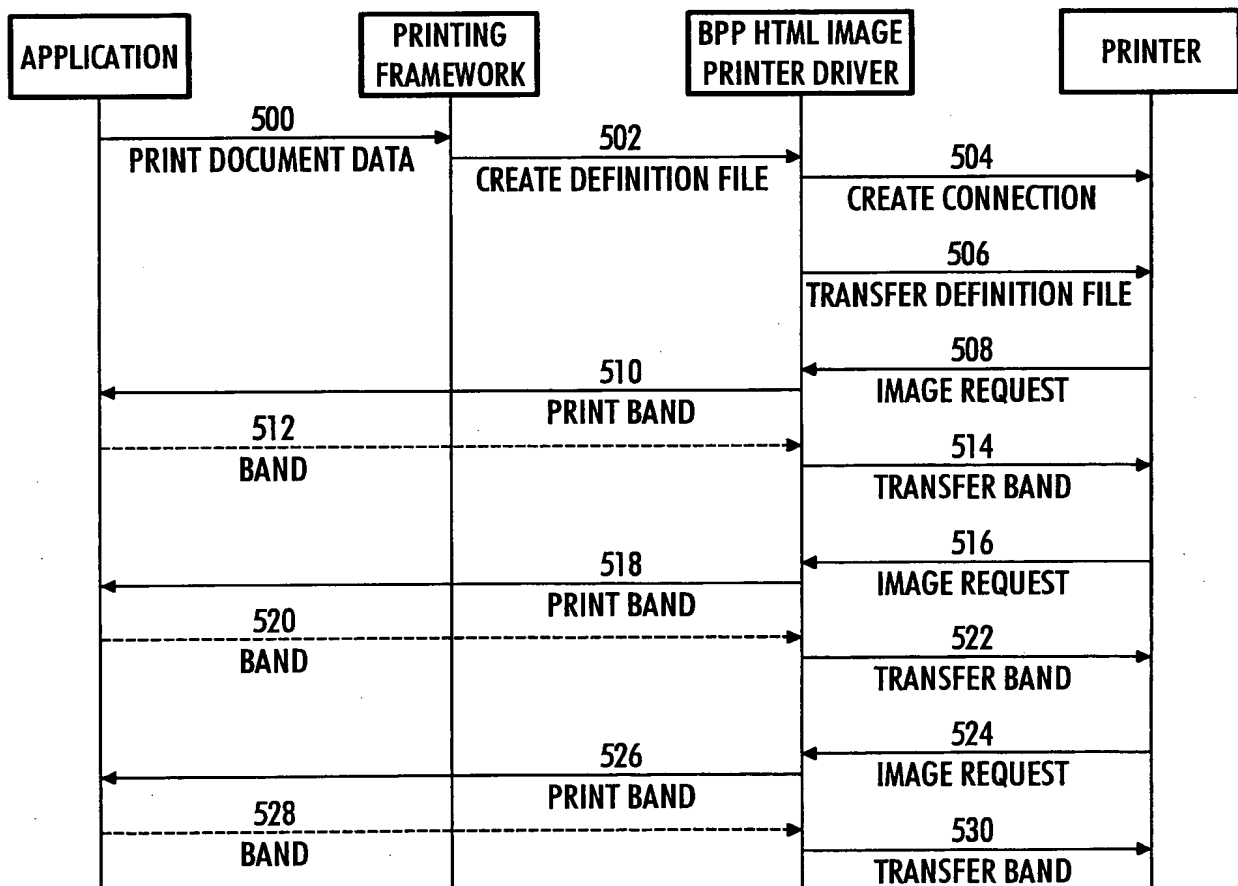 APPLICATION
PRINTING
FRAMEWORK
BPP HTML IMAGE
PRINTER DRIVER
PRINTER
500
PRINT DOCUMENT DATA
502
CREATE DEFINITION FILE
504
CREATE CONNECTION
506
TRANSFER DEFINITION FILE
508
IMAGE REQUEST
510
PRINT BAND
512
BAND
514
TRANSFER BAND
516
IMAGE REQUEST
518
PRINT BAND
520
BAND
522
TRANSFER BAND
524
IMAGE REQUEST
526
PRINT BAND
528
BAND
530
TRANSFER BAND